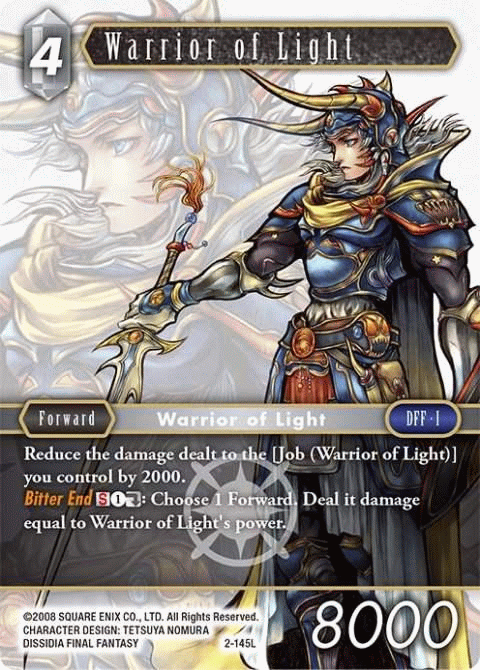 4
Warrior of Light
Forward
Warrior of Light
DFF · I
Reduce the damage dealt to the [Job (Warrior of Light)]
you control by 2000.
Bitter End S 1 : Choose 1 Forward. Deal it damage
equal to Warrior of Light's power.
©2008 SQUARE ENIX CO., LTD. All Rights Reserved.
CHARACTER DESIGN: TETSUYA NOMURA
DISSIDIA FINAL FANTASY
2-145L
8000